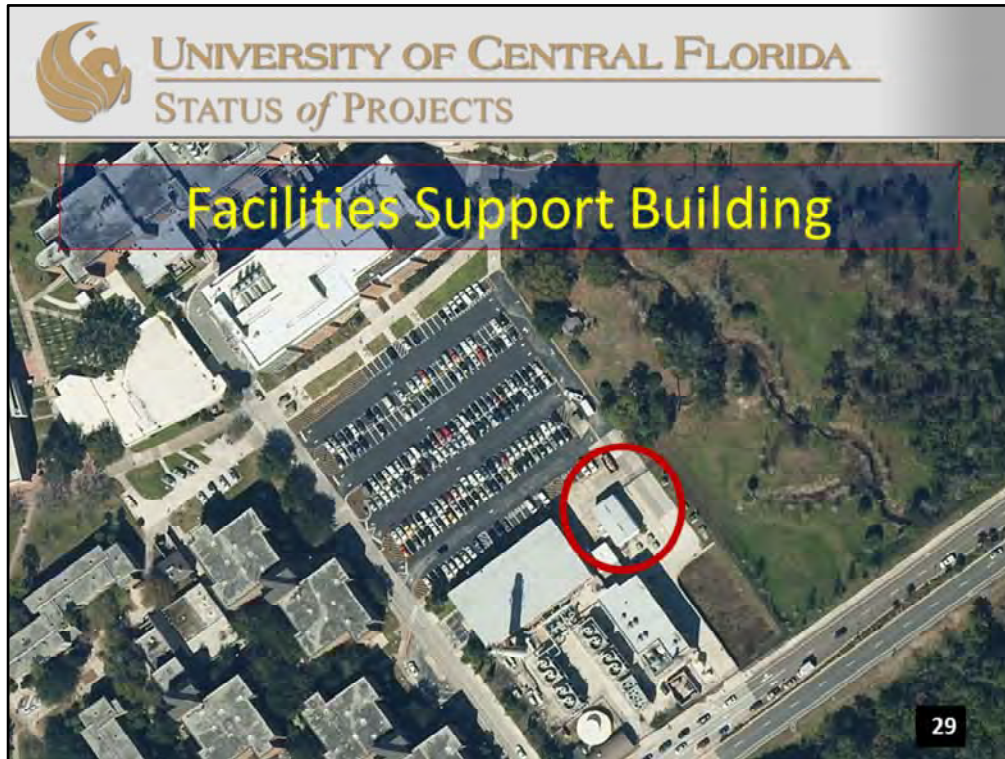 UNIVERSITY OF CENTRAL FLORIDA
STATUS of PROJECTS
Facilities Support Building
29